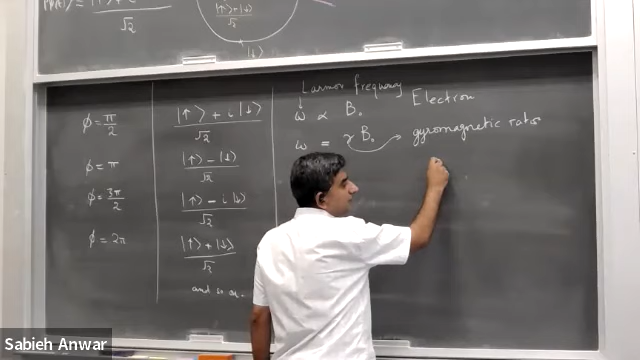 |↑⟩+|↓⟩
√2
√2
|↓⟩
Larmor frequency
ω ∝ B₀
Electron
ω = γB₀
gyromagnetic ratio
φ = π/2
|↑⟩ + i|↓⟩
√2
φ = π
|↑⟩ − |↓⟩
√2
φ = 3π/2
|↑⟩ − i|↓⟩
√2
φ = 2π
|↑⟩ + |↓⟩
√2
and so on..
Sabieh Anwar